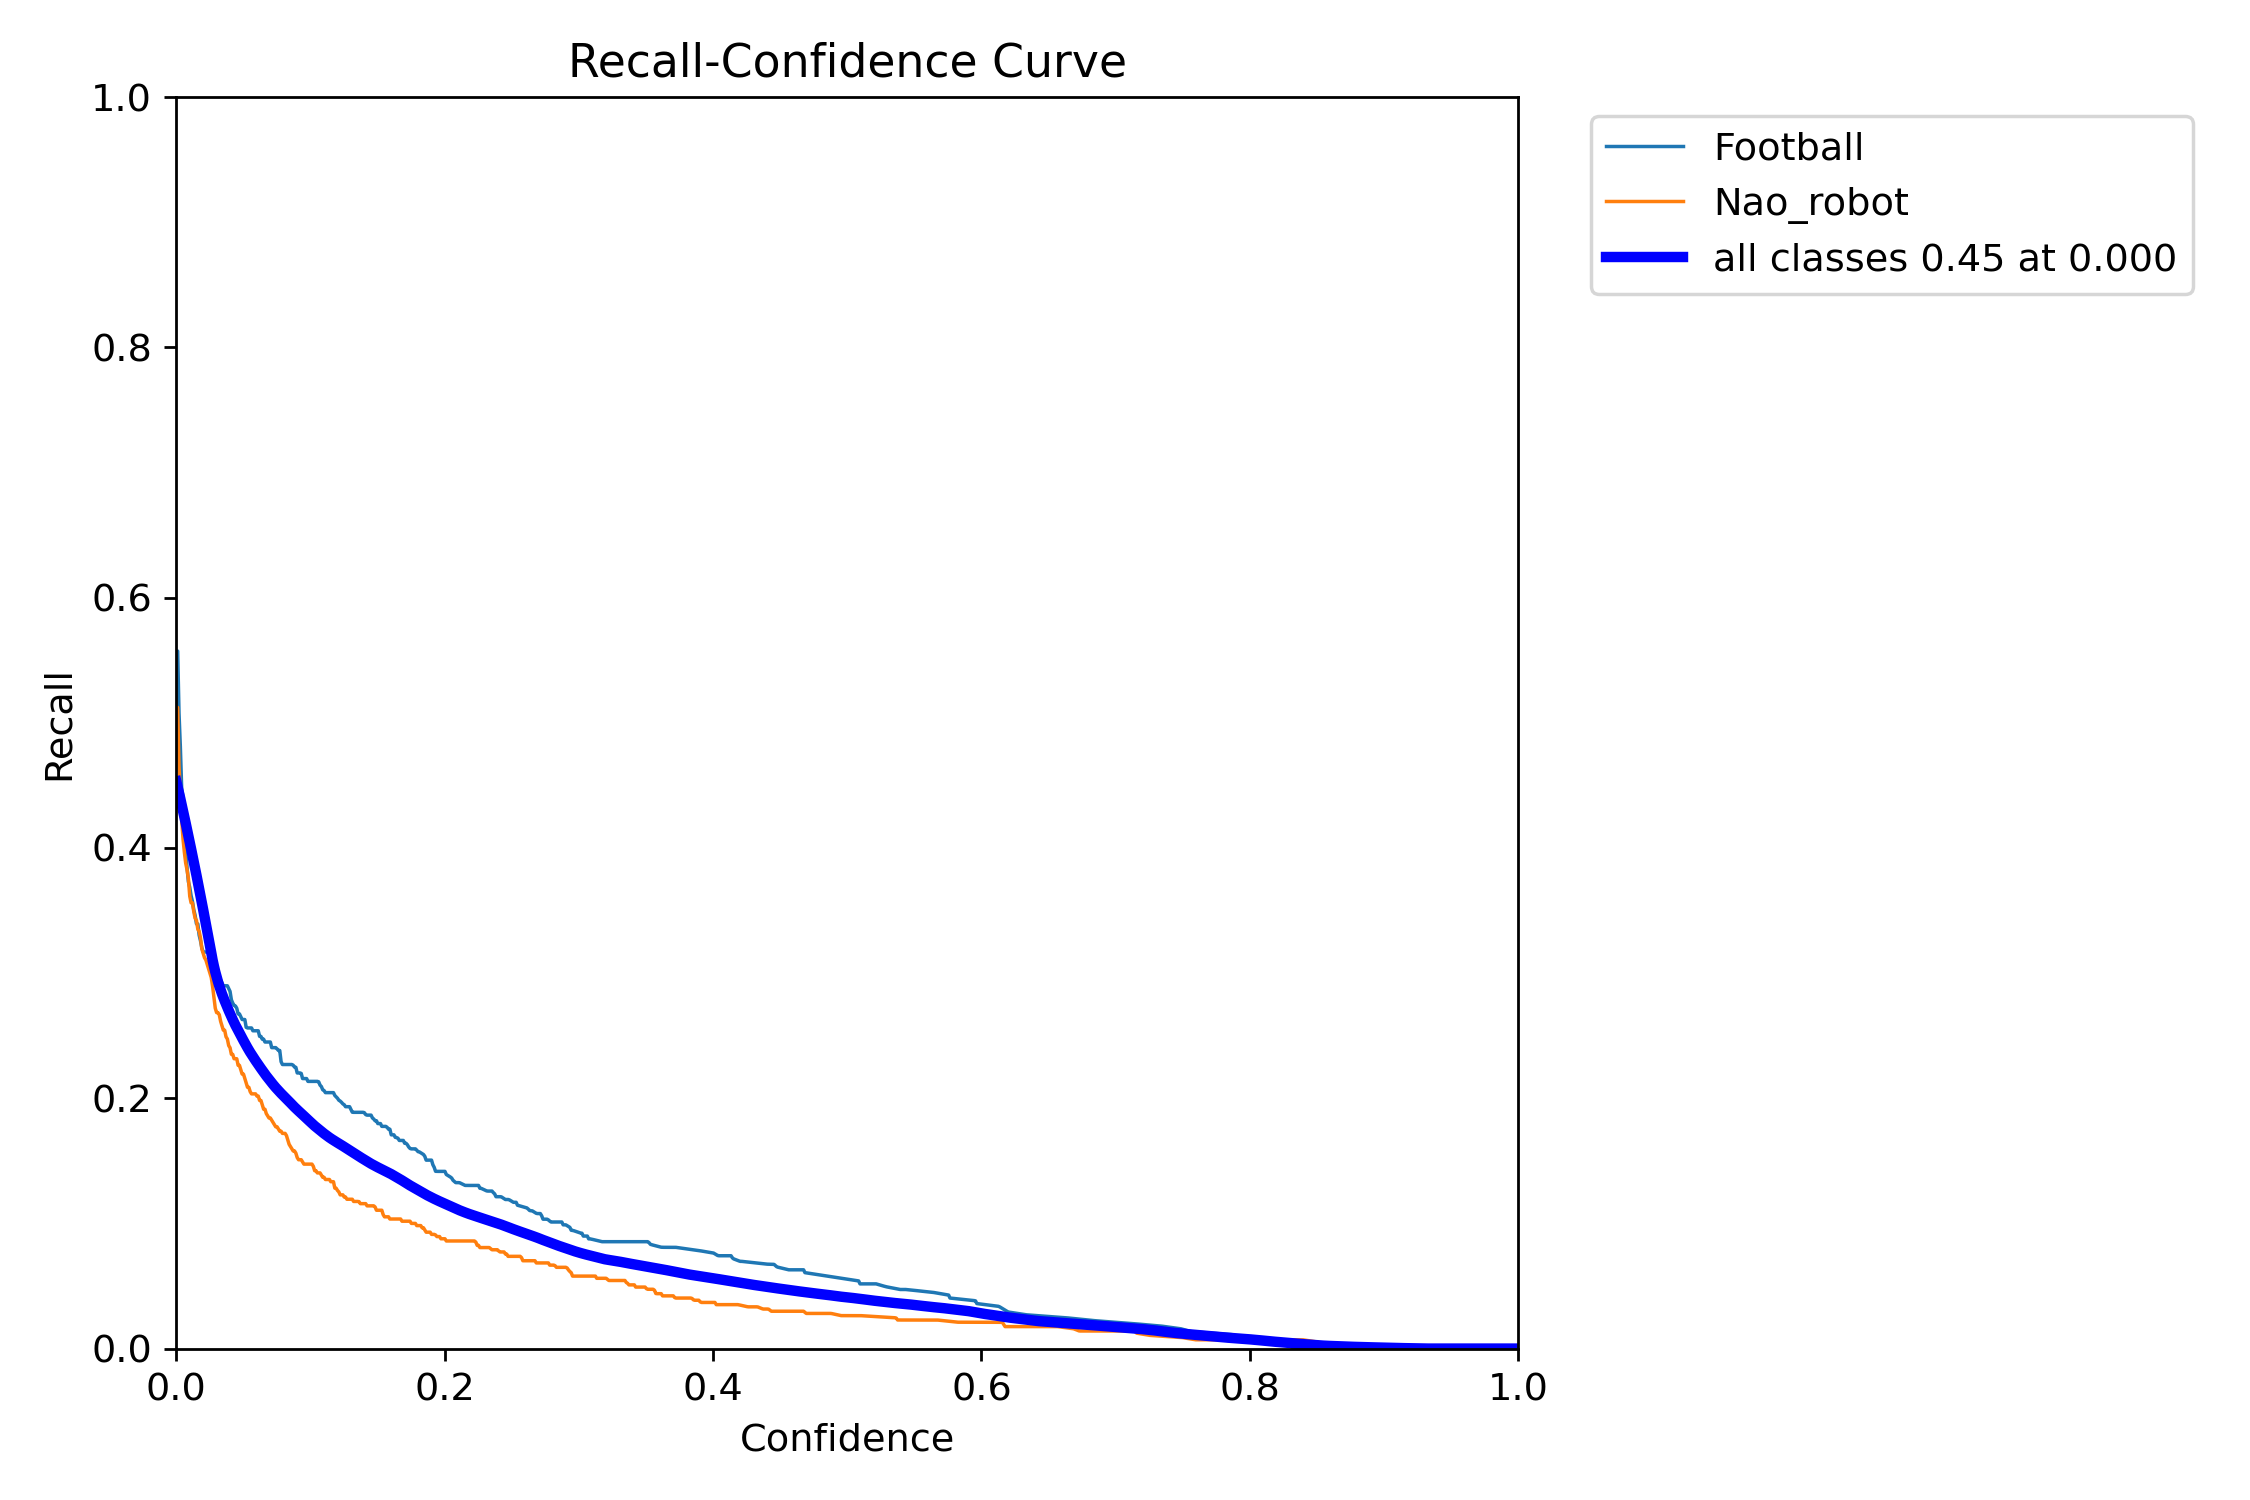 Recall-Confidence Curve
1.0
0.8
0.6
0.4
0.2
0.0
Recall
0.0 0.2 0.4 0.6 0.8 1.0
Confidence
Football
Nao_robot
all classes 0.45 at 0.000